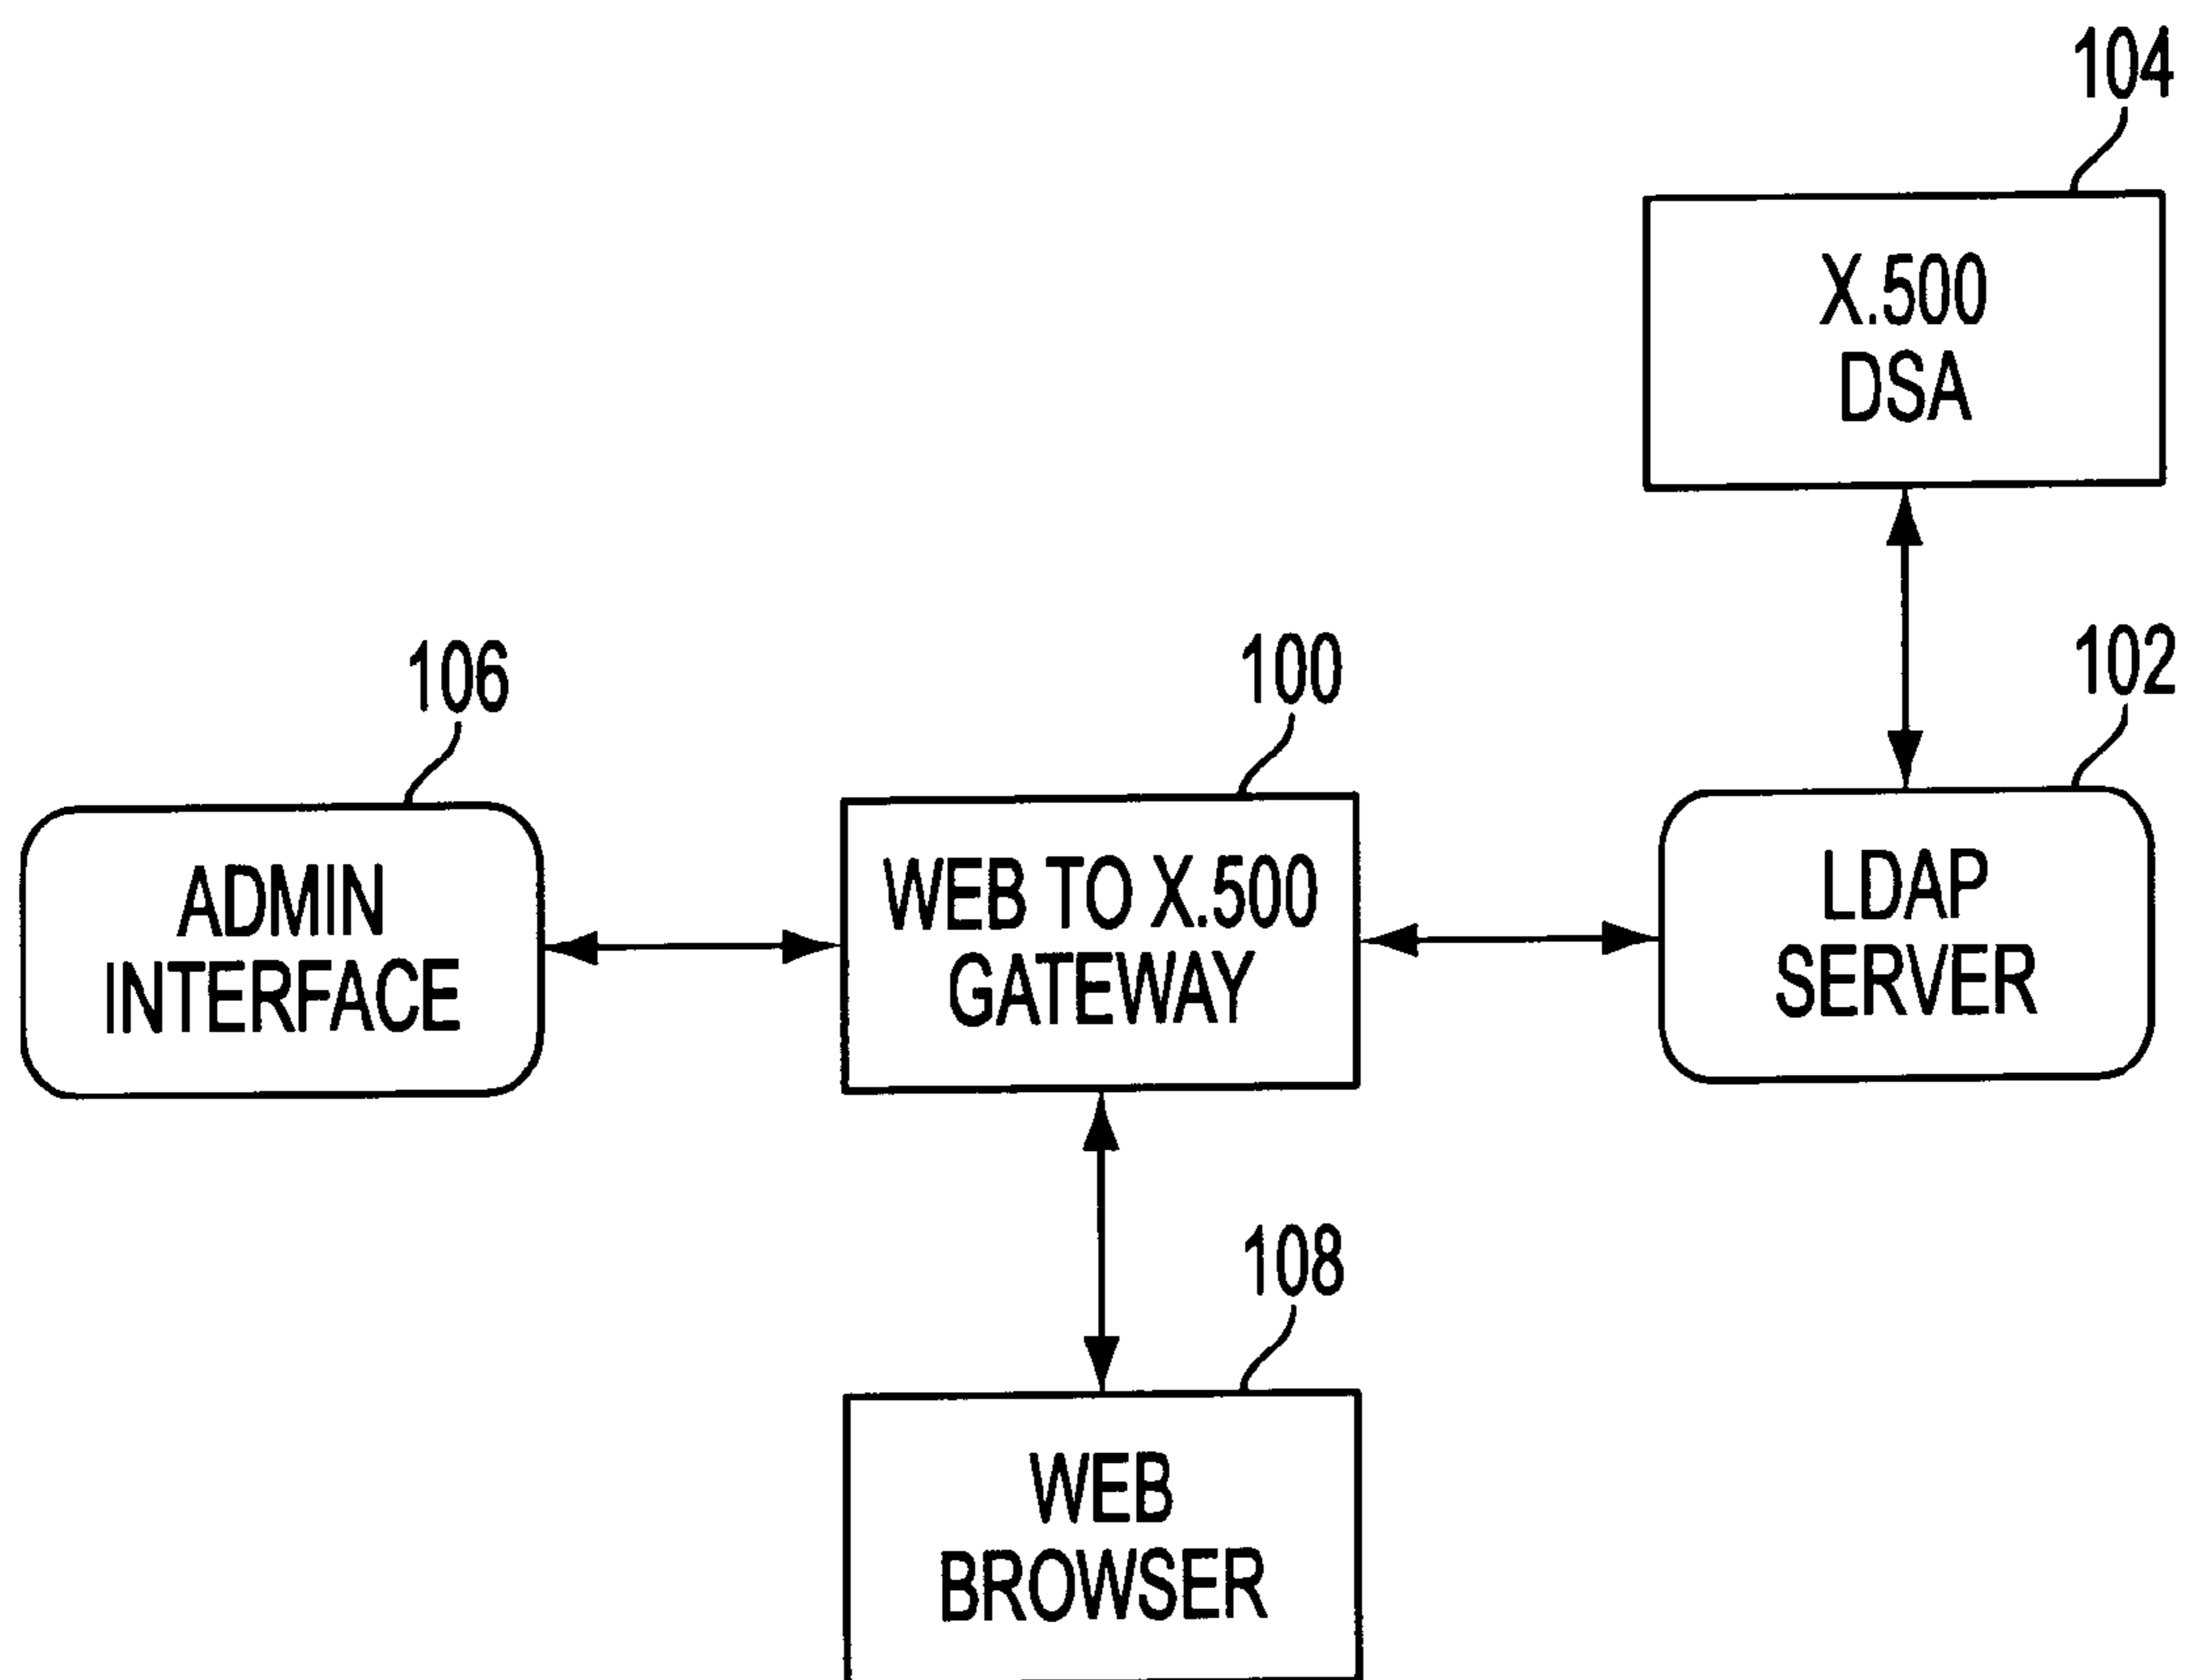 104
X.500
DSA
106
100
102
ADMIN
INTERFACE
WEB TO X.500
GATEWAY
LDAP
SERVER
108
WEB
BROWSER